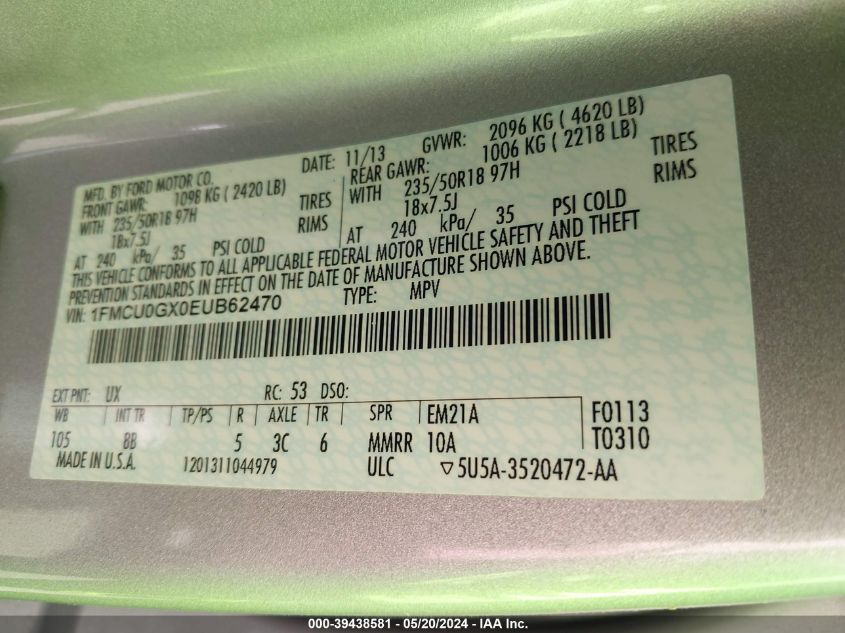 MFD. BY FORD MOTOR CO. DATE: 11/13 GVWR: 2096 KG ( 4620 LB)
FRONT GAWR: 1098 KG ( 2420 LB) REAR GAWR: 1006 KG ( 2218 LB)
WITH 235/50R18 97H TIRES WITH 235/50R18 97H TIRES
18x7.5J RIMS 18x7.5J RIMS
AT 240 kPa/ 35 PSI COLD AT 240 kPa/ 35 PSI COLD
THIS VEHICLE CONFORMS TO ALL APPLICABLE FEDERAL MOTOR VEHICLE SAFETY AND THEFT
PREVENTION STANDARDS IN EFFECT ON THE DATE OF MANUFACTURE SHOWN ABOVE.
VIN: 1FMCU0GX0EUB62470 TYPE: MPV
EXT PNT: UX RC: 53 DSO:
WB INT TR TP/PS R AXLE TR SPR EM21A F0113
105 8B 5 3C 6 MMRR 10A T0310
MADE IN U.S.A. 1201311044979 ULC ▽5U5A-3520472-AA
000-39438581 - 05/20/2024 - IAA Inc.